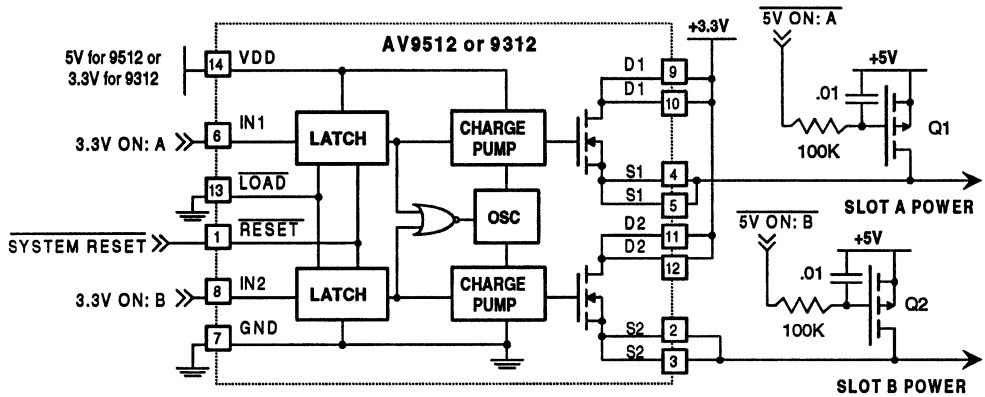 AV9512 or 9312
5V for 9512 or
3.3V for 9312
14 VDD
3.3V ON: A
6 IN1
LATCH
CHARGE
PUMP
13 LOAD
SYSTEM RESET
1 RESET
OSC
3.3V ON: B
8 IN2
LATCH
CHARGE
PUMP
7 GND
D1 9
D1 10
S1 4
S1 5
D2 11
D2 12
S2 2
S2 3
+3.3V
5V ON: A
+5V
.01
100K
Q1
SLOT A POWER
5V ON: B
+5V
.01
100K
Q2
SLOT B POWER